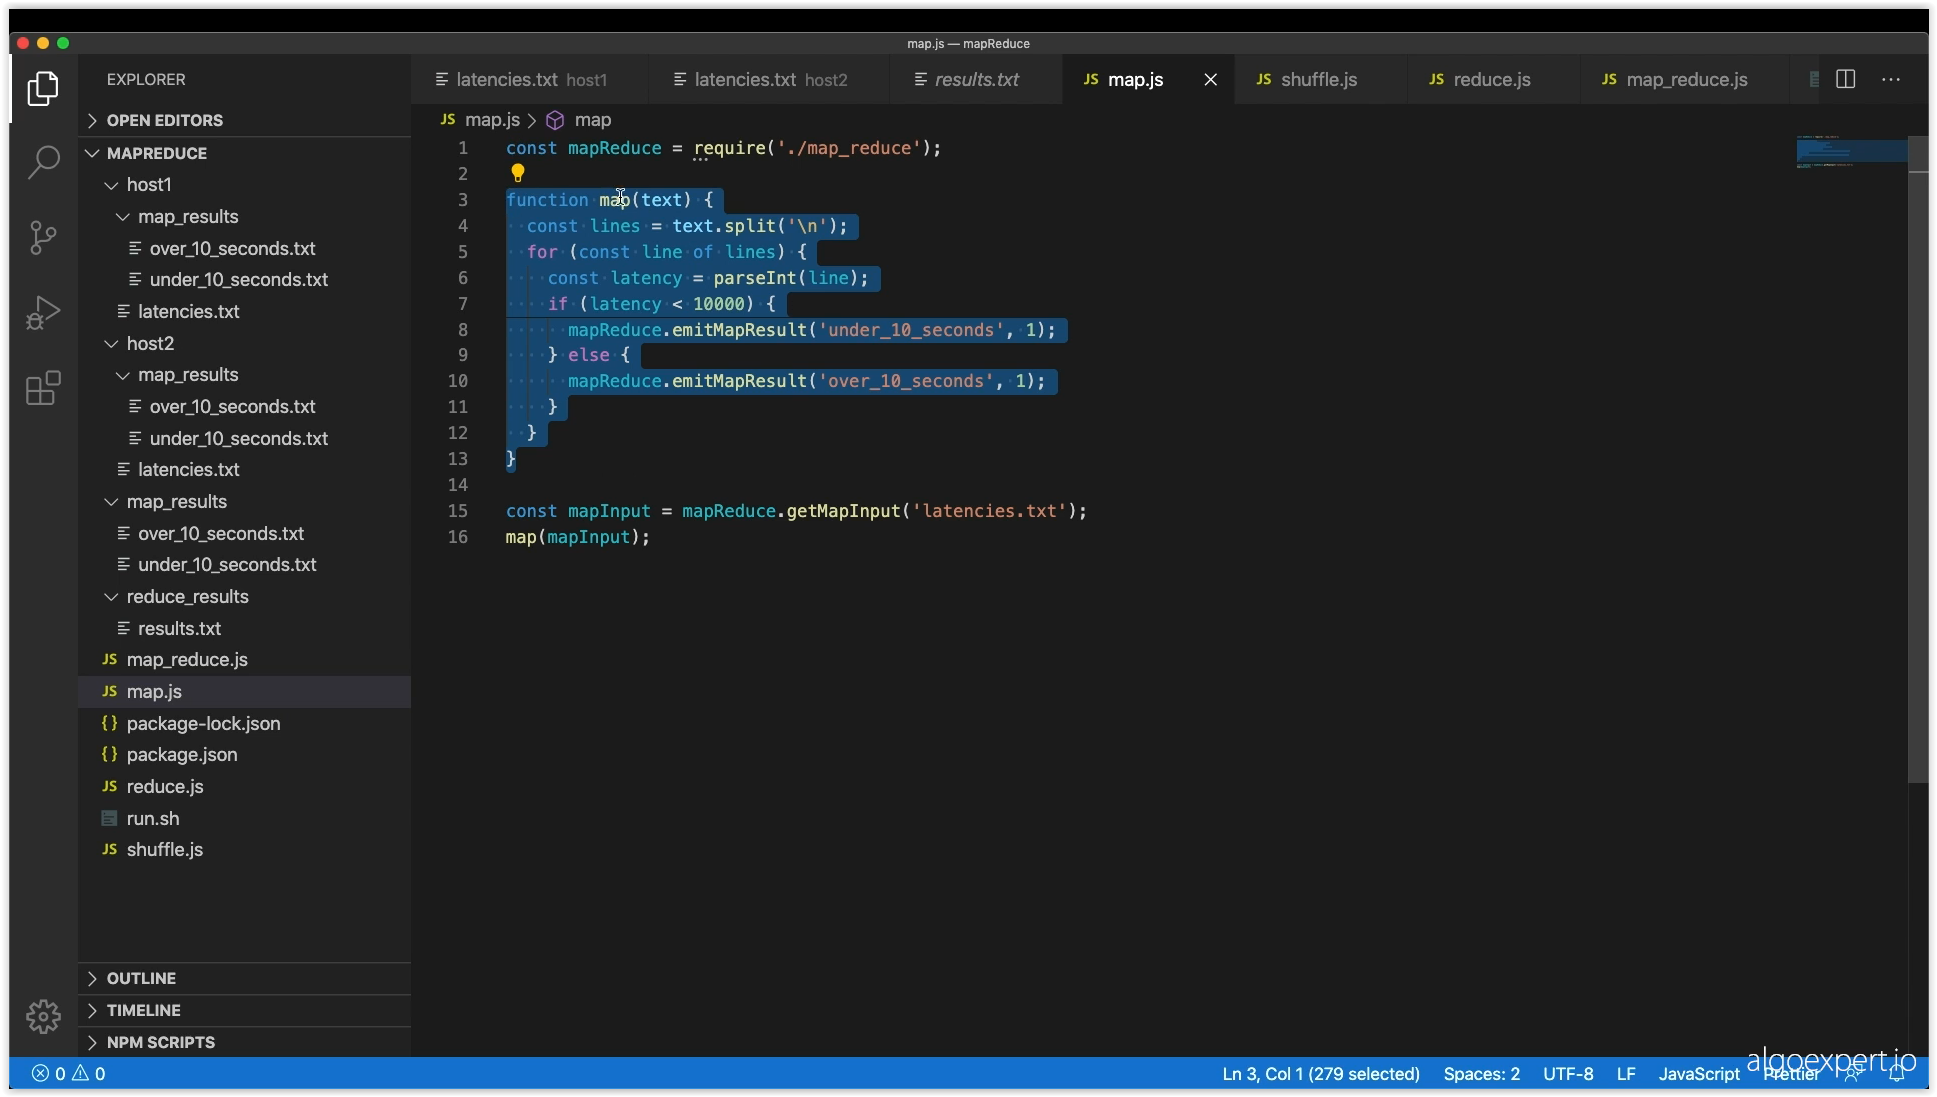 map.js — mapReduce
EXPLORER
latencies.txt host1
latencies.txt host2
results.txt
JS map.js
JS shuffle.js
JS reduce.js
JS map_reduce.js
OPEN EDITORS
MAPREDUCE
host1
map_results
over_10_seconds.txt
under_10_seconds.txt
latencies.txt
host2
map_results
over_10_seconds.txt
under_10_seconds.txt
latencies.txt
map_results
over_10_seconds.txt
under_10_seconds.txt
reduce_results
results.txt
JS map_reduce.js
JS map.js
{} package-lock.json
{} package.json
JS reduce.js
run.sh
JS shuffle.js
OUTLINE
TIMELINE
NPM SCRIPTS
JS map.js > map
1 const mapReduce = require('./map_reduce');
2
3 function map(text) {
4 const lines = text.split('\n');
5 for (const line of lines) {
6 const latency = parseInt(line);
7 if (latency < 10000) {
8 mapReduce.emitMapResult('under_10_seconds', 1);
9 } else {
10 mapReduce.emitMapResult('over_10_seconds', 1);
11 }
12 }
13 }
14
15 const mapInput = mapReduce.getMapInput('latencies.txt');
16 map(mapInput);
algoexpert.io
0 0
Ln 3, Col 1 (279 selected) Spaces: 2 UTF-8 LF JavaScript Prettier